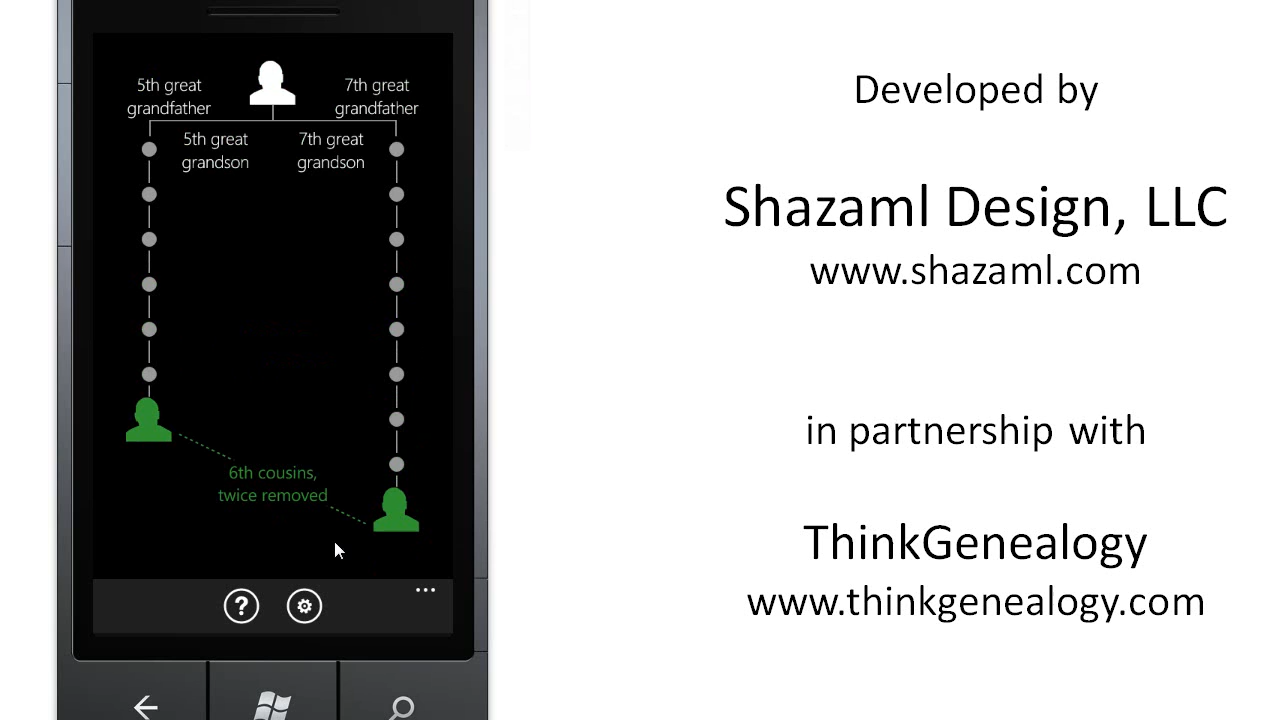 5th great
grandfather
7th great
grandfather
5th great
grandson
7th great
grandson
6th cousins,
twice removed
?
...
Developed by
Shazaml Design, LLC
www.shazaml.com
in partnership with
ThinkGenealogy
www.thinkgenealogy.com